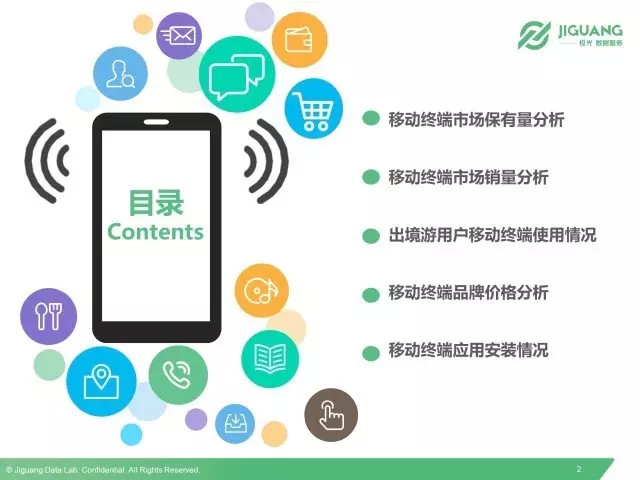 JIGUANG
极光 数据服务
目录
Contents
移动终端市场保有量分析
移动终端市场销量分析
出境游用户移动终端使用情况
移动终端品牌价格分析
移动终端应用安装情况
© Jiguang Data Lab. Confidential. All Rights Reserved.
2